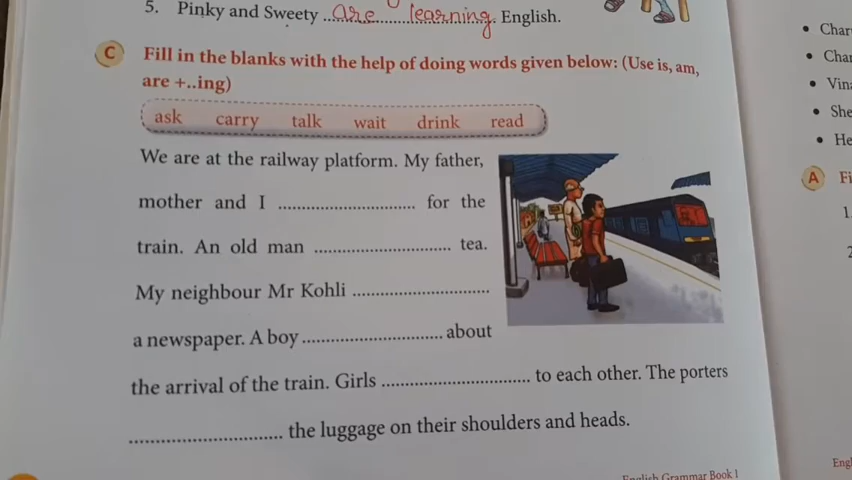 5. Pinky and Sweety ...are...learning. English.
C Fill in the blanks with the help of doing words given below: (Use is, am,
are +..ing)
ask carry talk wait drink read
We are at the railway platform. My father,
mother and I ............................ for the
train. An old man ............................ tea.
My neighbour Mr Kohli ............................
a newspaper. A boy ............................ about
the arrival of the train. Girls ............................ to each other. The porters
............................ the luggage on their shoulders and heads.
English Grammar Book 1
• Char
• Char
• Vin
• She
• He
A Fi
1.
2
Engl